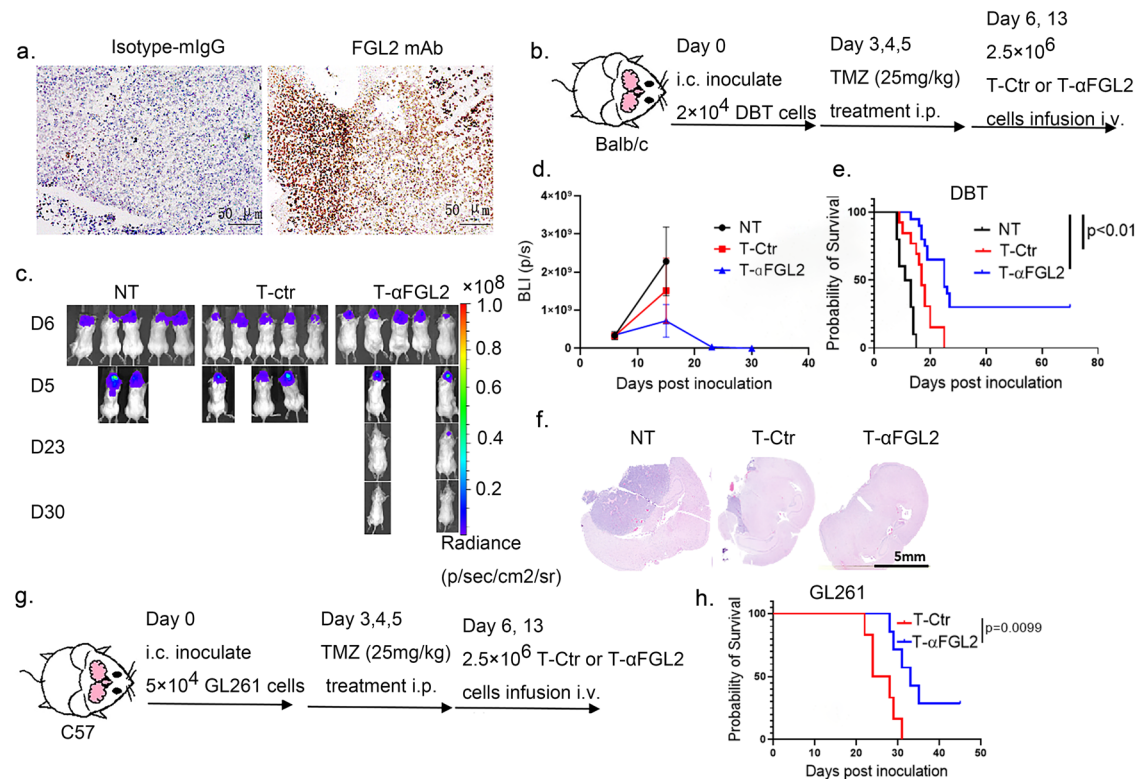 a.
Isotype-mIgG
FGL2 mAb
50 μm
50 μm
b.
Balb/c
Day 0
i.c. inoculate
2×10⁴ DBT cells
Day 3,4,5
TMZ (25mg/kg)
treatment i.p.
Day 6, 13
2.5×10⁶
T-Ctr or T-αFGL2
cells infusion i.v.
c.
NT
T-ctr
T-αFGL2
×10⁸
1.0
0.8
0.6
0.4
0.2
D6
D5
D23
D30
Radiance
(p/sec/cm2/sr)
d.
BLI (p/s)
4×10⁹
3×10⁹
2×10⁹
1×10⁹
0
0
10
20
30
40
Days post inoculation
NT
T-Ctr
T-αFGL2
e.
DBT
Probability of Survival
100
50
0
0
20
40
60
80
Days post inoculation
NT
T-Ctr
T-αFGL2
p<0.01
f.
NT
T-Ctr
T-αFGL2
5mm
g.
C57
Day 0
i.c. inoculate
5×10⁴ GL261 cells
Day 3,4,5
TMZ (25mg/kg)
treatment i.p.
Day 6, 13
2.5×10⁶ T-Ctr or T-αFGL2
cells infusion i.v.
h.
GL261
Probability of Survival
100
50
0
0
10
20
30
40
50
Days post inoculation
T-Ctr
T-αFGL2
p=0.0099